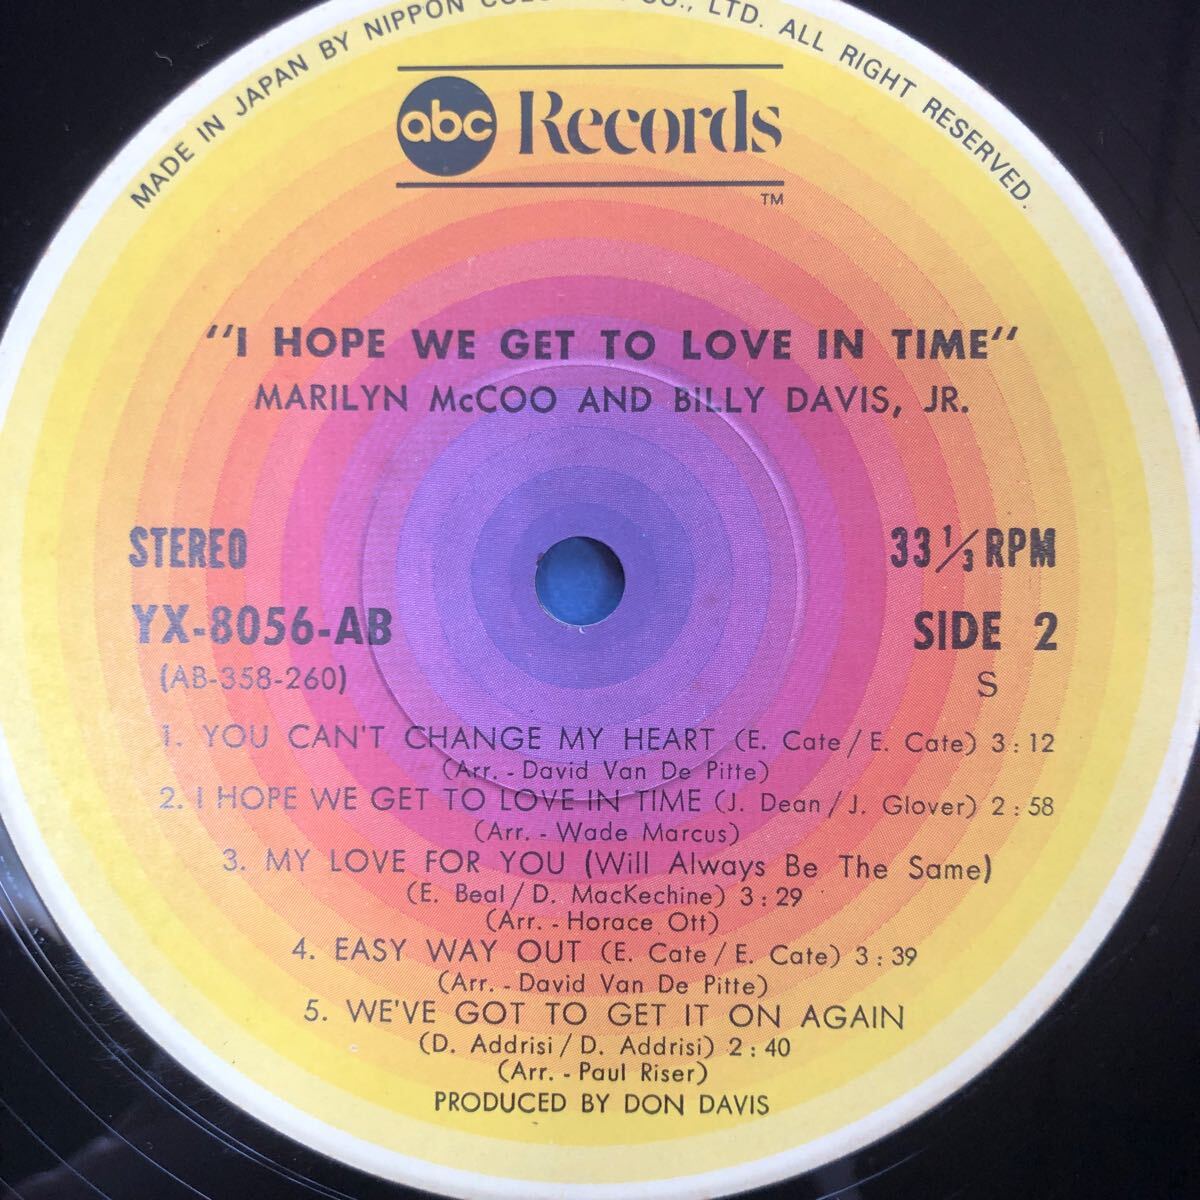 MADE IN JAPAN BY NIPPON CO., LTD. ALL RIGHT RESERVED.
abc Records
TM
"I HOPE WE GET TO LOVE IN TIME"
MARILYN McCOO AND BILLY DAVIS, JR.
STEREO
33 1/3 RPM
YX-8056-AB
SIDE 2
(AB-358-260)
S
1. YOU CAN'T CHANGE MY HEART (E. Cate/E. Cate) 3:12
(Arr. - David Van De Pitte)
2. I HOPE WE GET TO LOVE IN TIME (J. Dean/J. Glover) 2:58
(Arr. - Wade Marcus)
3. MY LOVE FOR YOU (Will Always Be The Same)
(E. Beal/D. MacKechine) 3:29
(Arr. - Horace Ott)
4. EASY WAY OUT (E. Cate/E. Cate) 3:39
(Arr. - David Van De Pitte)
5. WE'VE GOT TO GET IT ON AGAIN
(D. Addrisi/D. Addrisi) 2:40
(Arr. - Paul Riser)
PRODUCED BY DON DAVIS